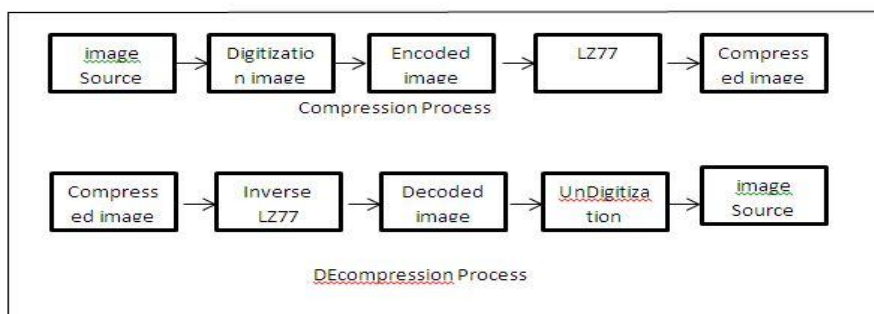 image
Source
Digitizatio
n image
Encoded
image
LZ77
Compress
ed image
Compression Process
Compress
ed image
Inverse
LZ77
Decoded
image
UnDigitiza
tion
image
Source
DEcompression Process